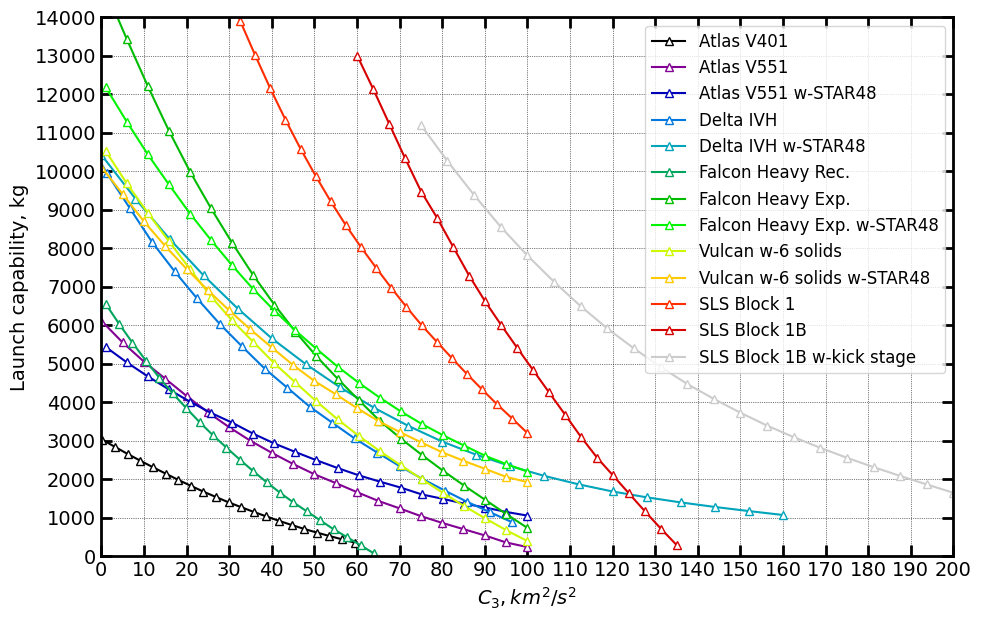 Launch capability, kg
14000
13000
12000
11000
10000
9000
8000
7000
6000
5000
4000
3000
2000
1000
0
Atlas V401
Atlas V551
Atlas V551 w-STAR48
Delta IVH
Delta IVH w-STAR48
Falcon Heavy Rec.
Falcon Heavy Exp.
Falcon Heavy Exp. w-STAR48
Vulcan w-6 solids
Vulcan w-6 solids w-STAR48
SLS Block 1
SLS Block 1B
SLS Block 1B w-kick stage
0 10 20 30 40 50 60 70 80 90 100 110 120 130 140 150 160 170 180 190 200
C₃, km²/s²